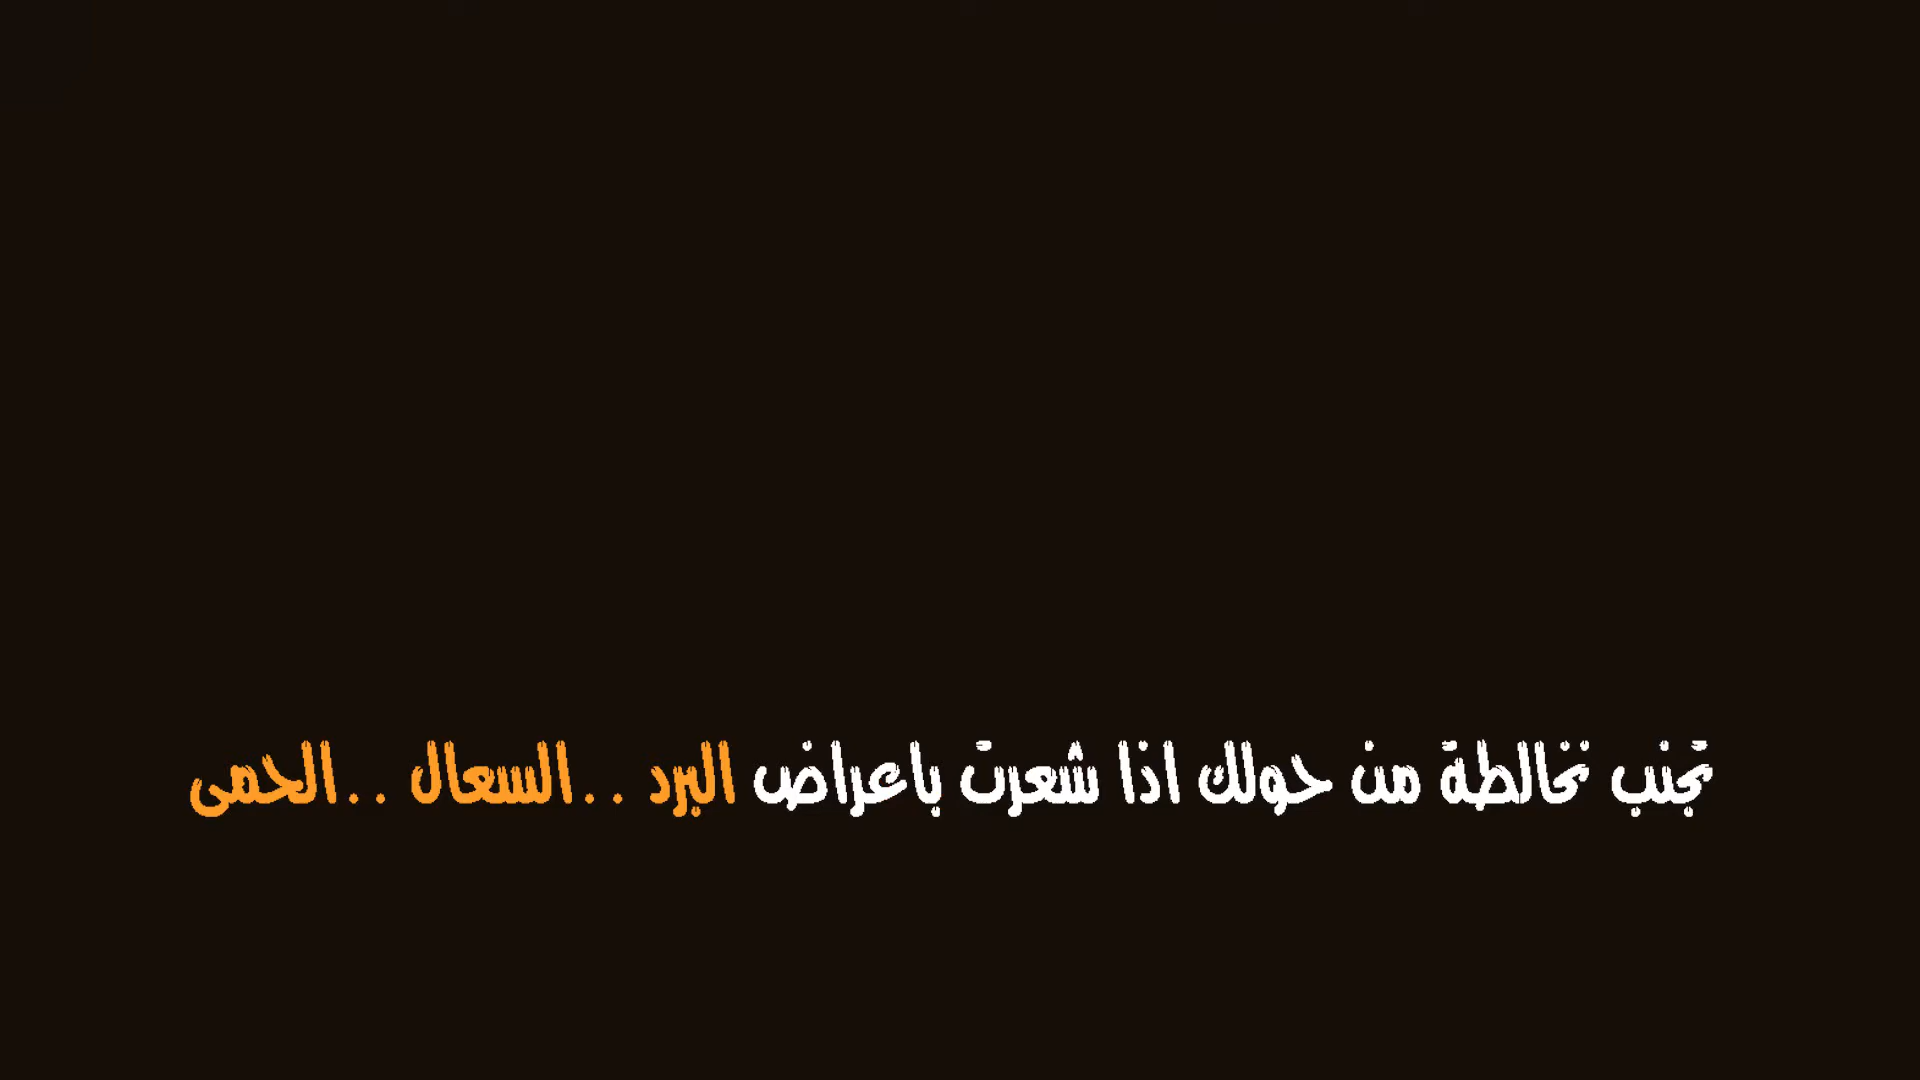 تجنب مخالطة من حولك اذا شعرت باعراض البرد ..السعال ..الحمى